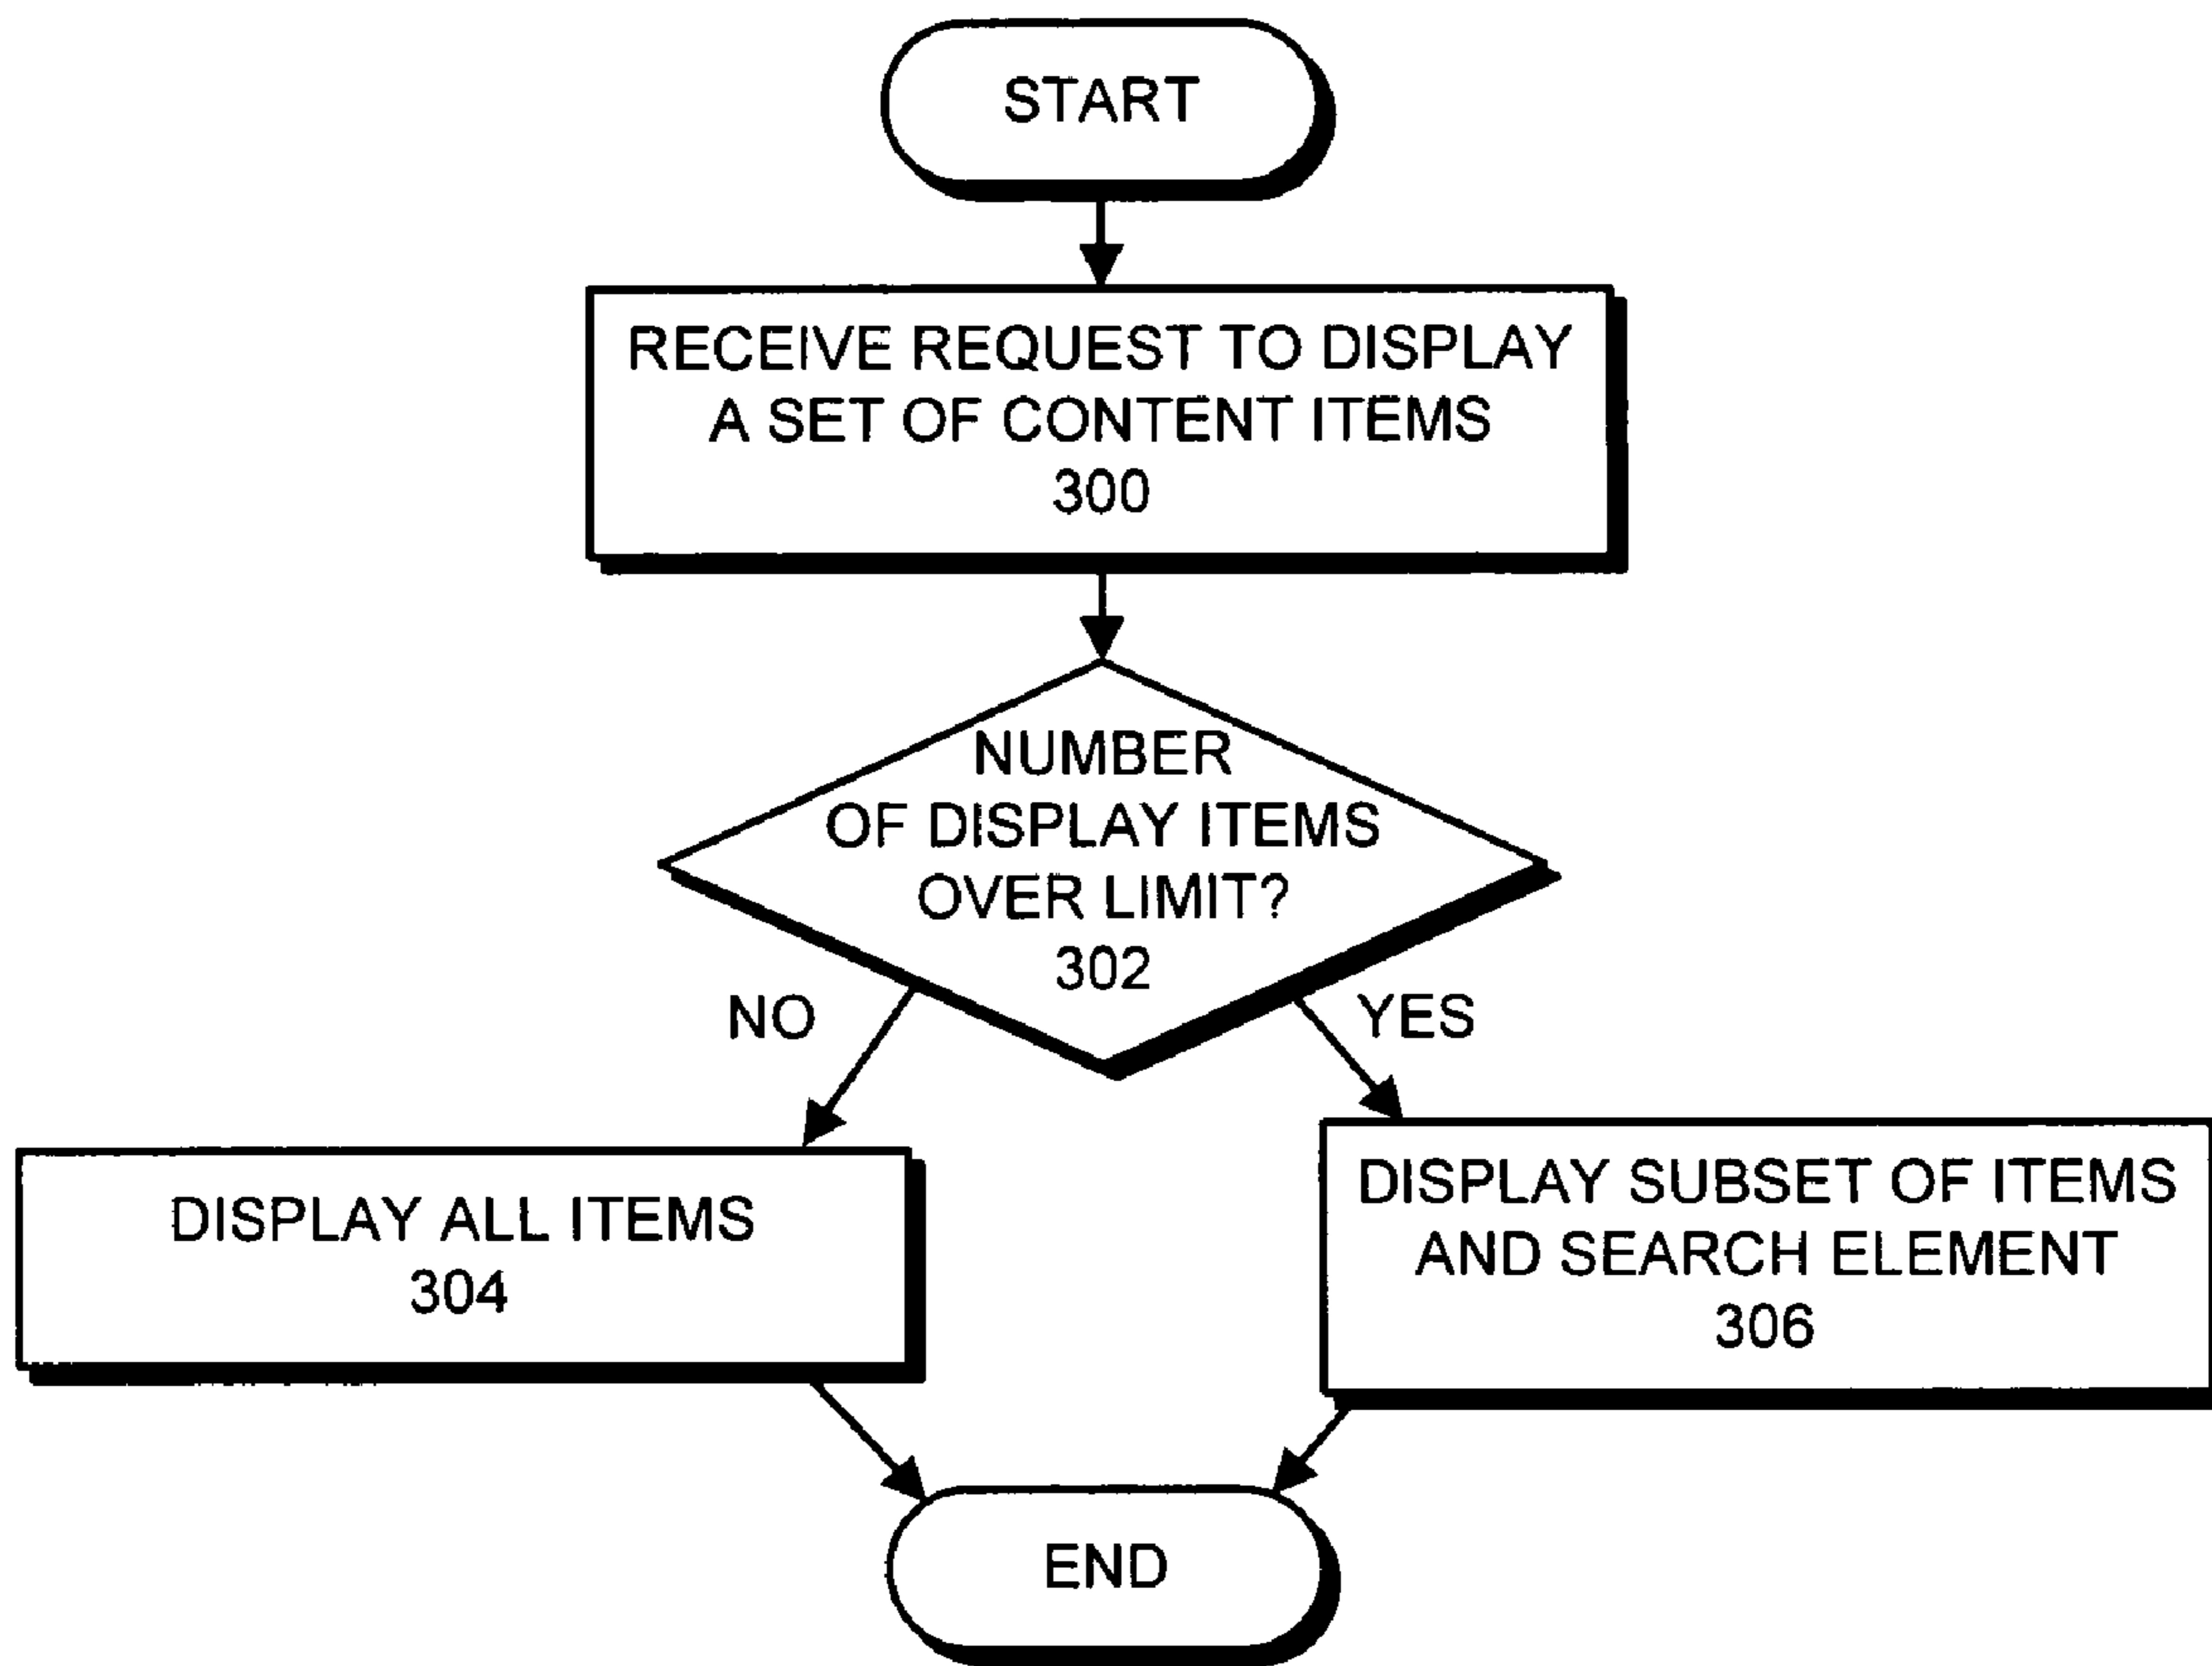 START
RECEIVE REQUEST TO DISPLAY
A SET OF CONTENT ITEMS
300
NUMBER
OF DISPLAY ITEMS
OVER LIMIT?
302
NO
YES
DISPLAY ALL ITEMS
304
DISPLAY SUBSET OF ITEMS
AND SEARCH ELEMENT
306
END